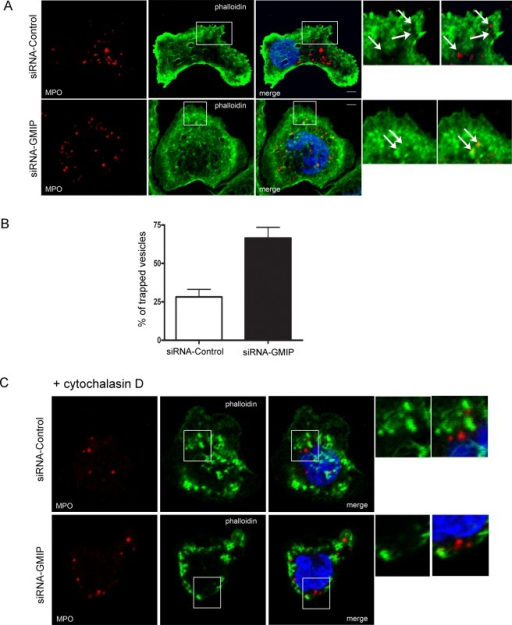 A
siRNA-Control
MPO
phalloidin
merge
siRNA-GMIP
MPO
phalloidin
merge
B
% of trapped vesicles
75
50
25
0
siRNA-Control
siRNA-GMIP
C
+ cytochalasin D
siRNA-Control
MPO
phalloidin
merge
siRNA-GMIP
MPO
phalloidin
merge